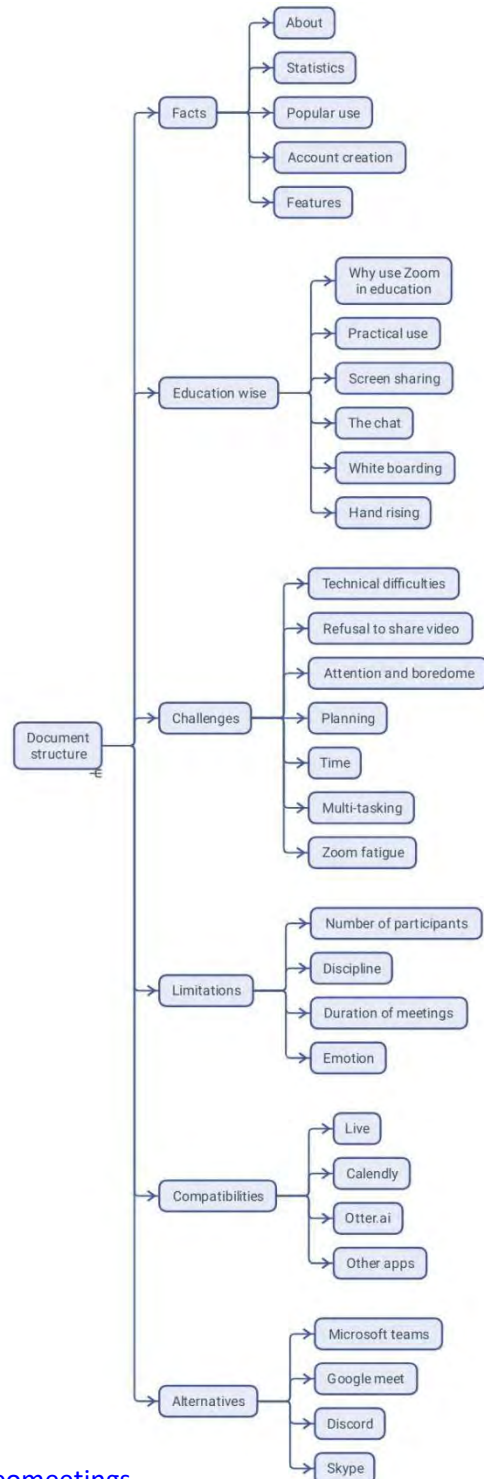 About
Statistics
Facts
Popular use
Account creation
Features
Why use Zoom
in education
Practical use
Screen sharing
Education wise
The chat
White boarding
Hand rising
Technical difficulties
Refusal to share video
Attention and boredome
Document
structure
Challenges
Planning
Time
Multi-tasking
Zoom fatigue
Number of participants
Discipline
Limitations
Duration of meetings
Emotion
Live
Calendly
Compatibilities
Otter.ai
Other apps
Microsoft teams
Google meet
Alternatives
Discord
Skype